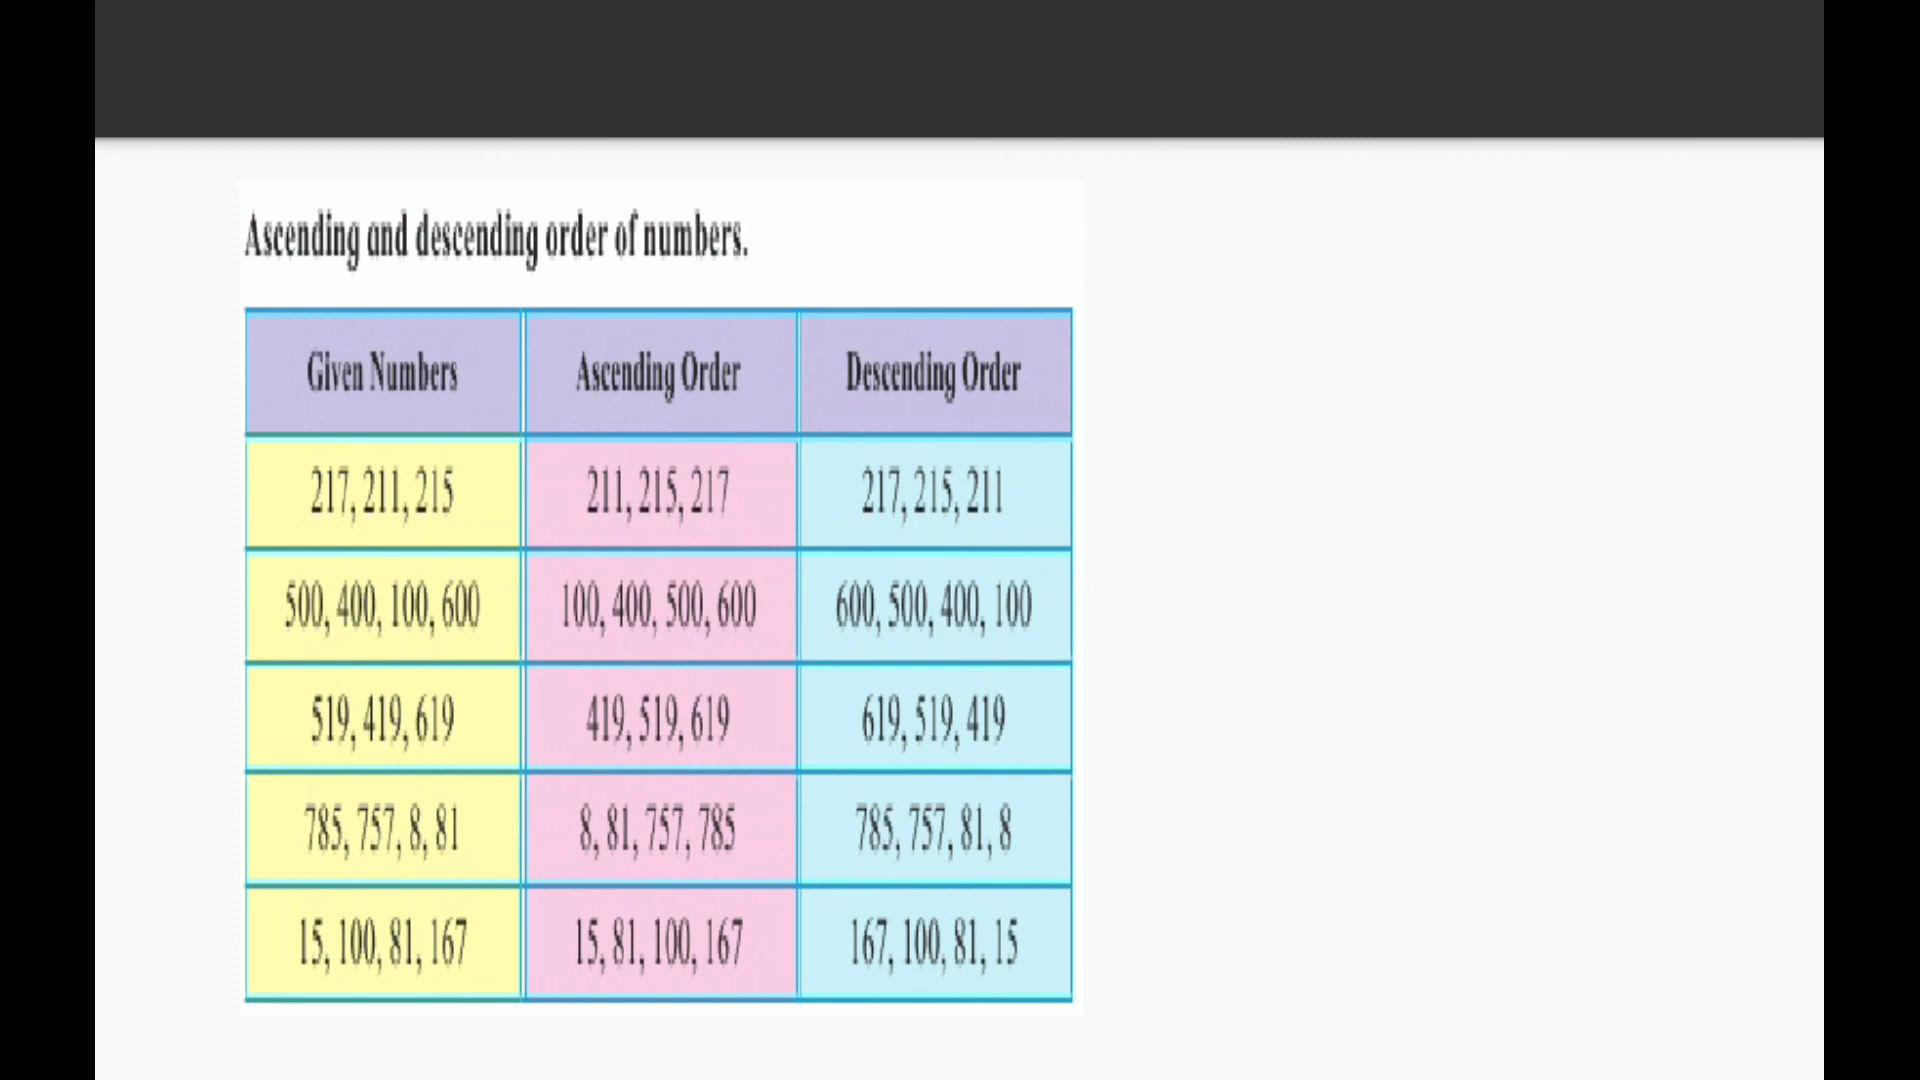 Ascending and descending order of numbers.
Given Numbers Ascending Order Descending Order
217, 211, 215 211, 215, 217 217, 215, 211
500, 400, 100, 600 100, 400, 500, 600 600, 500, 400, 100
519, 419, 619 419, 519, 619 619, 519, 419
785, 757, 8, 81 8, 81, 757, 785 785, 757, 81, 8
15, 100, 81, 167 15, 81, 100, 167 167, 100, 81, 15